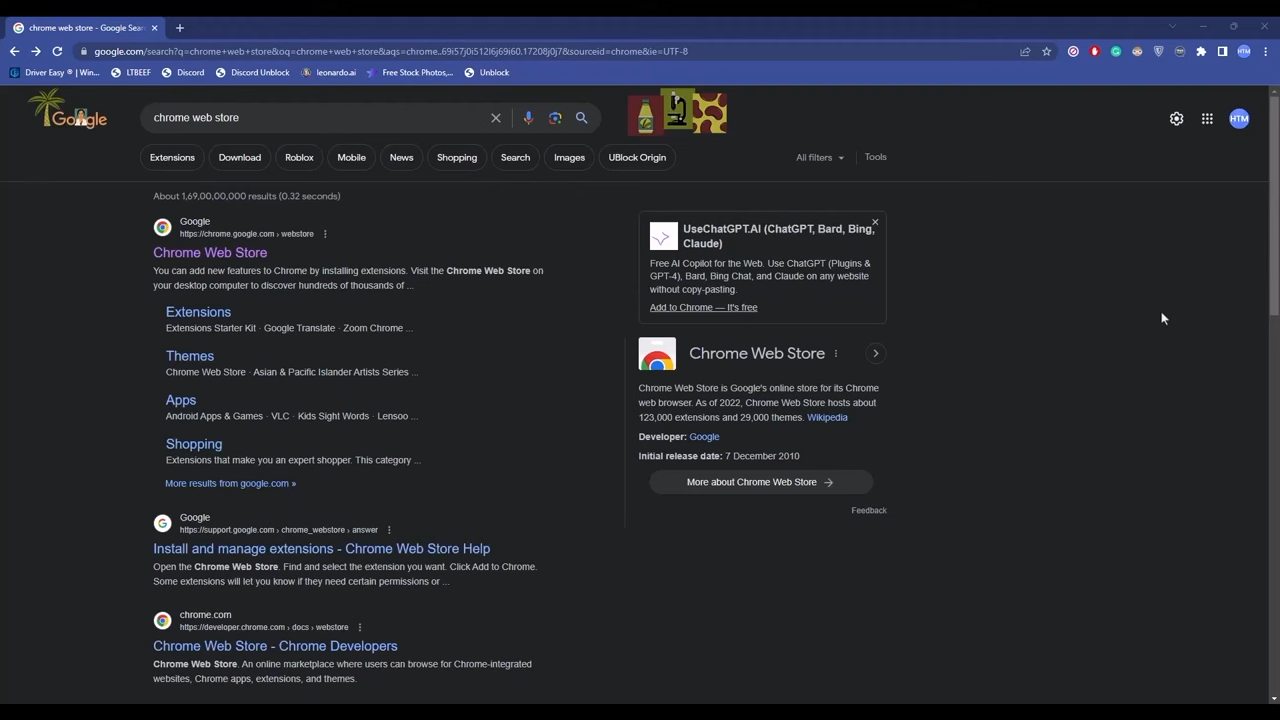 chrome web store - Google Sear
google.com/search?q=chrome+web+store&oq=chrome+web+store&aqs=chrome..69i57j0i512l6j69i60.17208j0j7&sourceid=chrome&ie=UTF-8
HTM
Driver Easy ® | Win... LTBEEF Discord Discord Unblock leonardo.ai Free Stock Photos,... Unblock
Google
chrome web store
HTM
Extensions Download Roblox Mobile News Shopping Search Images UBlock Origin All filters Tools
About 1,69,00,00,000 results (0.32 seconds)
Google
https://chrome.google.com › webstore
Chrome Web Store
You can add new features to Chrome by installing extensions. Visit the Chrome Web Store on
your desktop computer to discover hundreds of thousands of ...
Extensions
Extensions Starter Kit · Google Translate · Zoom Chrome ...
Themes
Chrome Web Store · Asian & Pacific Islander Artists Series ...
Apps
Android Apps & Games · VLC · Kids Sight Words · Lensoo ...
Shopping
Extensions that make you an expert shopper. This category ...
More results from google.com »
Google
https://support.google.com › chrome_webstore › answer
Install and manage extensions - Chrome Web Store Help
Open the Chrome Web Store. Find and select the extension you want. Click Add to Chrome.
Some extensions will let you know if they need certain permissions or ...
chrome.com
https://developer.chrome.com › docs › webstore
Chrome Web Store - Chrome Developers
Chrome Web Store. An online marketplace where users can browse for Chrome-integrated
websites, Chrome apps, extensions, and themes.
UseChatGPT.AI (ChatGPT, Bard, Bing,
Claude)
Free AI Copilot for the Web. Use ChatGPT (Plugins &
GPT-4), Bard, Bing Chat, and Claude on any website
without copy-pasting.
Add to Chrome — It's free
Chrome Web Store
Chrome Web Store is Google's online store for its Chrome
web browser. As of 2022, Chrome Web Store hosts about
123,000 extensions and 29,000 themes. Wikipedia
Developer: Google
Initial release date: 7 December 2010
More about Chrome Web Store
Feedback